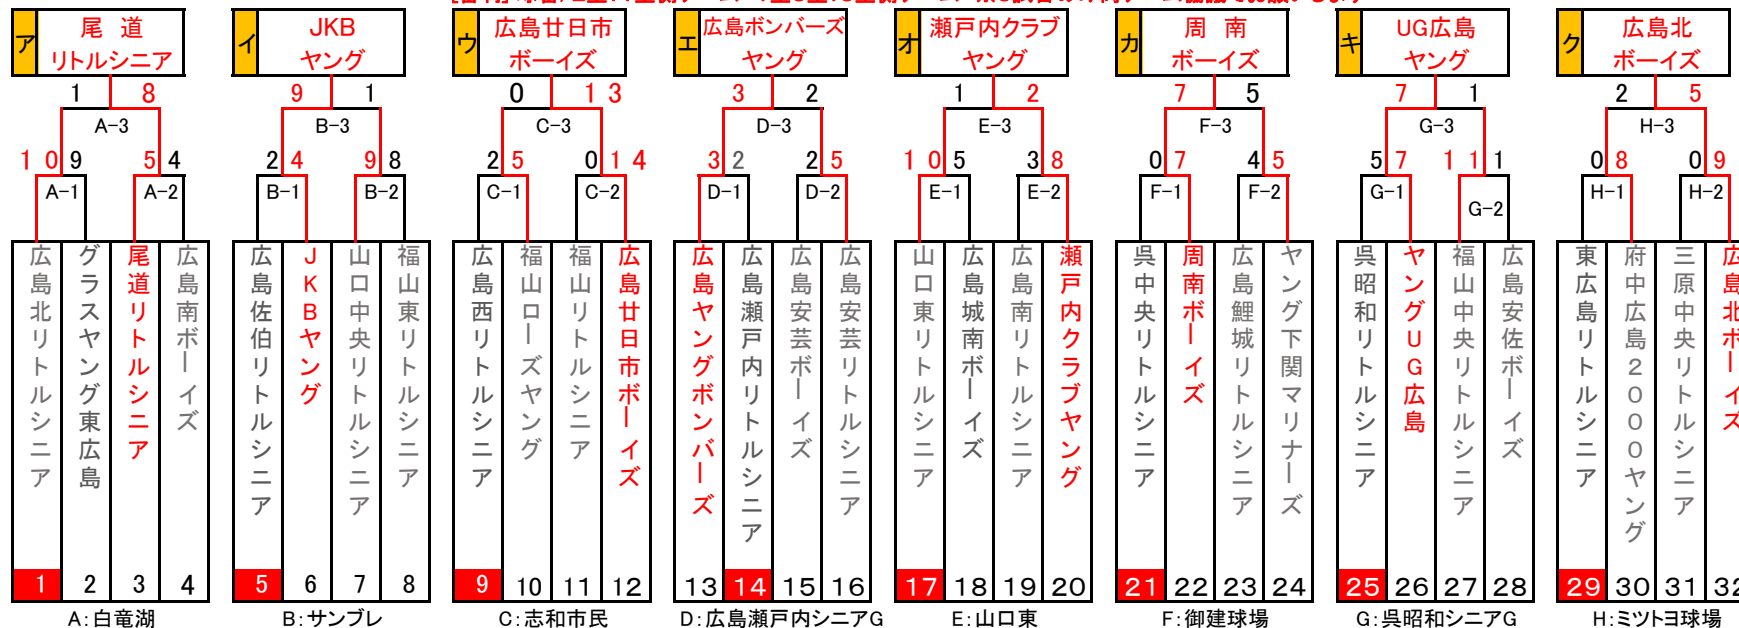 ア 尾 道 リトルシニア
イ JKB ヤング
ウ 広島廿日市 ボーイズ
エ 広島ボンバーズ ヤング
オ 瀬戸内クラブ ヤング
カ 周 南 ボーイズ
キ UG広島 ヤング
ク 広島北 ボーイズ
1 8
9 1
0 13
3 2
1 2
7 5
7 1
2 5
A-3
B-3
C-3
D-3
E-3
F-3
G-3
H-3
10 9 5 4
2 4 9 8
2 5 0 14
3 2 2 5
10 5 3 8
0 7 4 5
5 7 11 1
0 8 0 9
A-1 A-2
B-1 B-2
C-1 C-2
D-1 D-2
E-1 E-2
F-1 F-2
G-1 G-2
H-1 H-2
広島北リトルシニア
グラスヤング東広島
尾道リトルシニア
広島南ボーイズ
広島佐伯リトルシニア
JKBヤング
山口中央リトルシニア
福山東リトルシニア
広島西リトルシニア
福山ローズヤング
福山リトルシニア
広島廿日市ボーイズ
広島ヤングボンバーズ
広島瀬戸内リトルシニア
広島安芸ボーイズ
広島安芸リトルシニア
山口東リトルシニア
広島城南ボーイズ
広島南リトルシニア
瀬戸内クラブヤング
呉中央リトルシニア
周南ボーイズ
広島鯉城リトルシニア
ヤング下関マリナーズ
呉昭和リトルシニア
ヤングUG広島
福山中央リトルシニア
広島安佐ボーイズ
東広島リトルシニア
府中広島2000ヤング
三原中央リトルシニア
広島北ボーイズ
1 2 3 4
5 6 7 8
9 10 11 12
13 14 15 16
17 18 19 20
21 22 23 24
25 26 27 28
29 30 31 32
A:白竜湖
B:サンブレ
C:志和市民
D:広島瀬戸内シニアG
E:山口東
F:御建球場
G:呉昭和シニアG
H:ミツトヨ球場